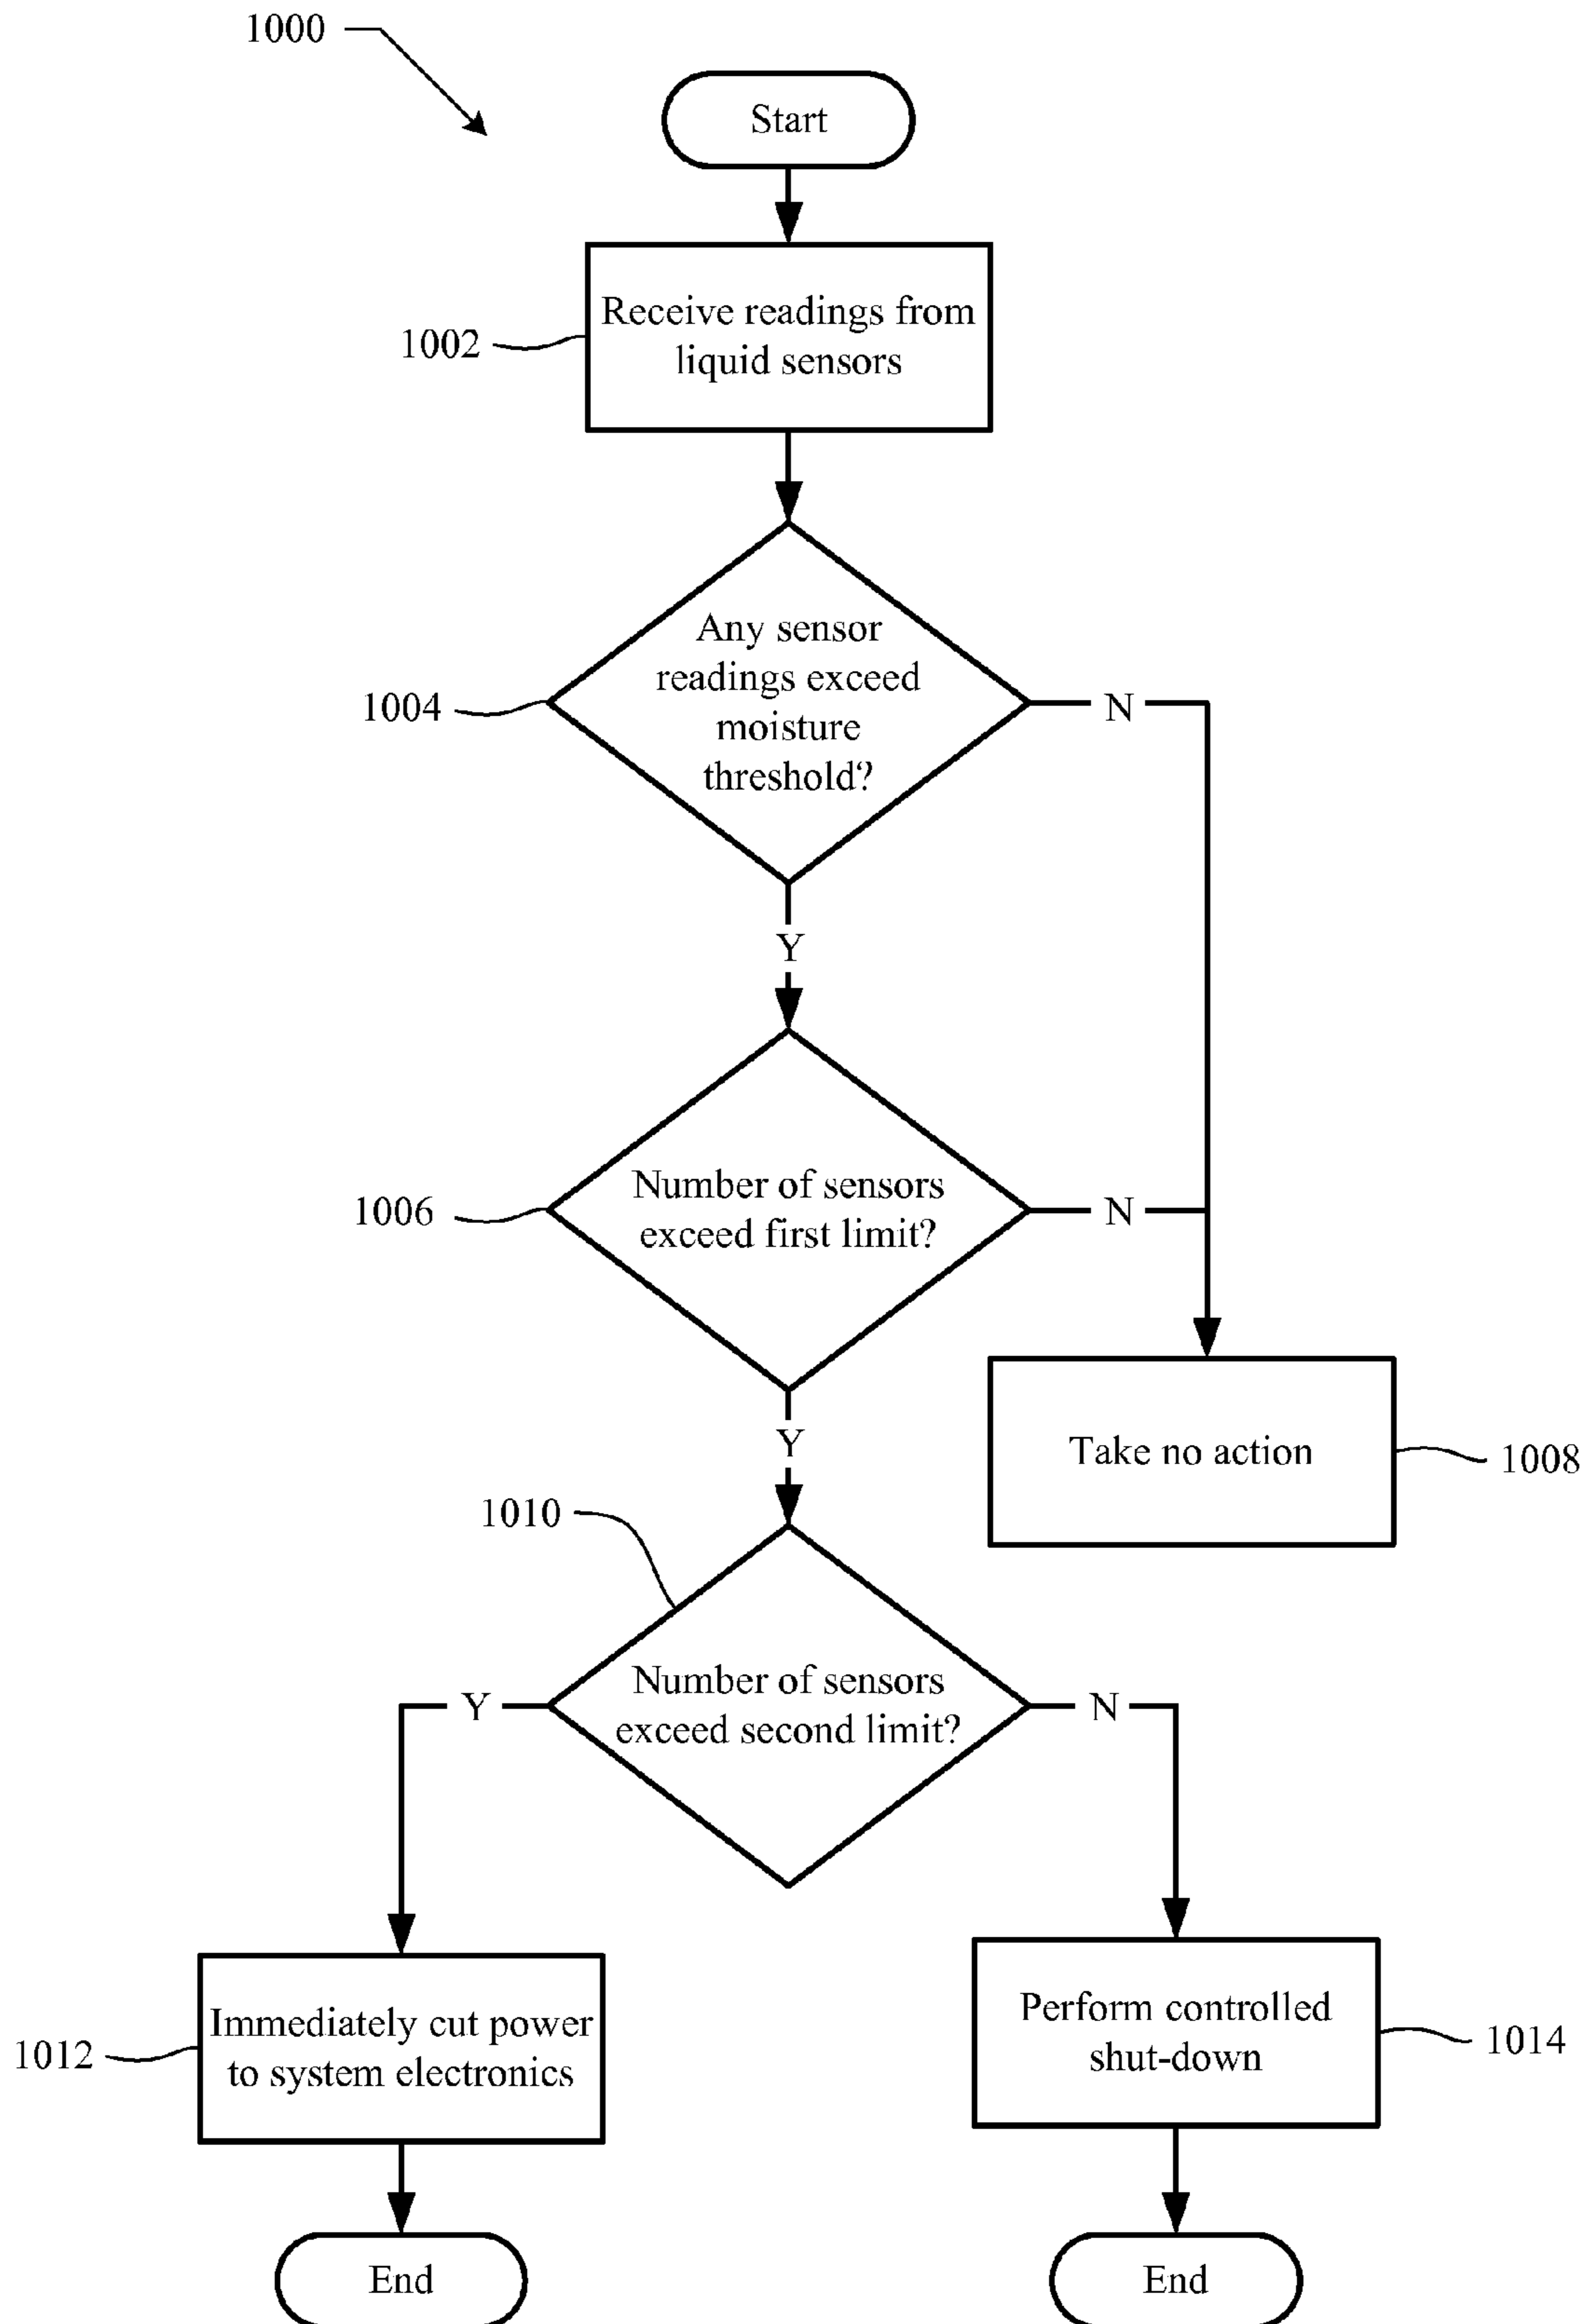 1000
Start
Receive readings from
liquid sensors
1002
Any sensor
readings exceed
moisture
threshold?
1004
N
Y
Number of sensors
exceed first limit?
1006
N
Y
Take no action
1008
1010
Number of sensors
exceed second limit?
Y
N
Immediately cut power
to system electronics
1012
Perform controlled
shut-down
1014
End
End